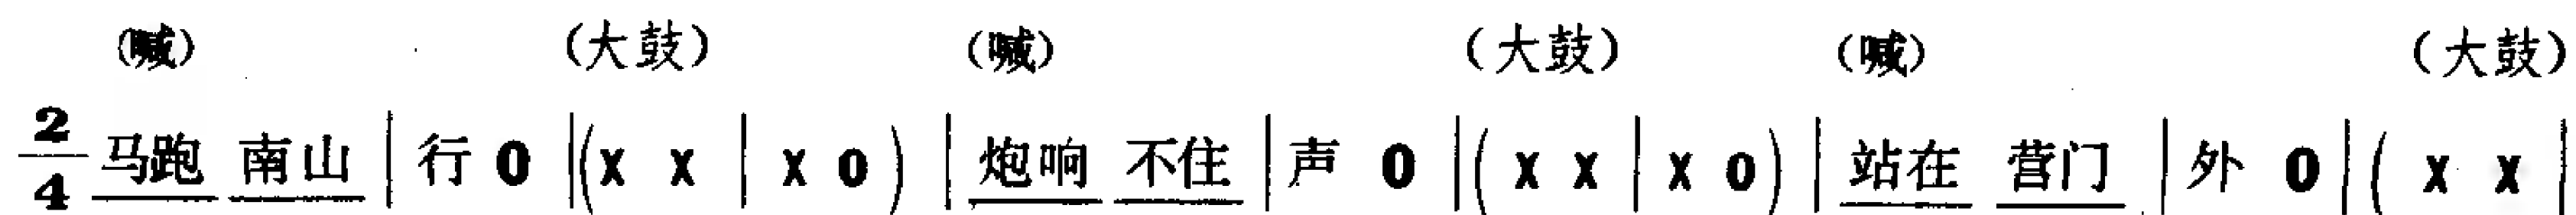 (喊) (大鼓) (喊) (大鼓) (喊) (大鼓)
2/4 马跑 南山 | 行 0 |(X X | X 0) | 炮响 不住 | 声 0 |(X X | X 0) | 站在 营门 | 外 0 |( X X |